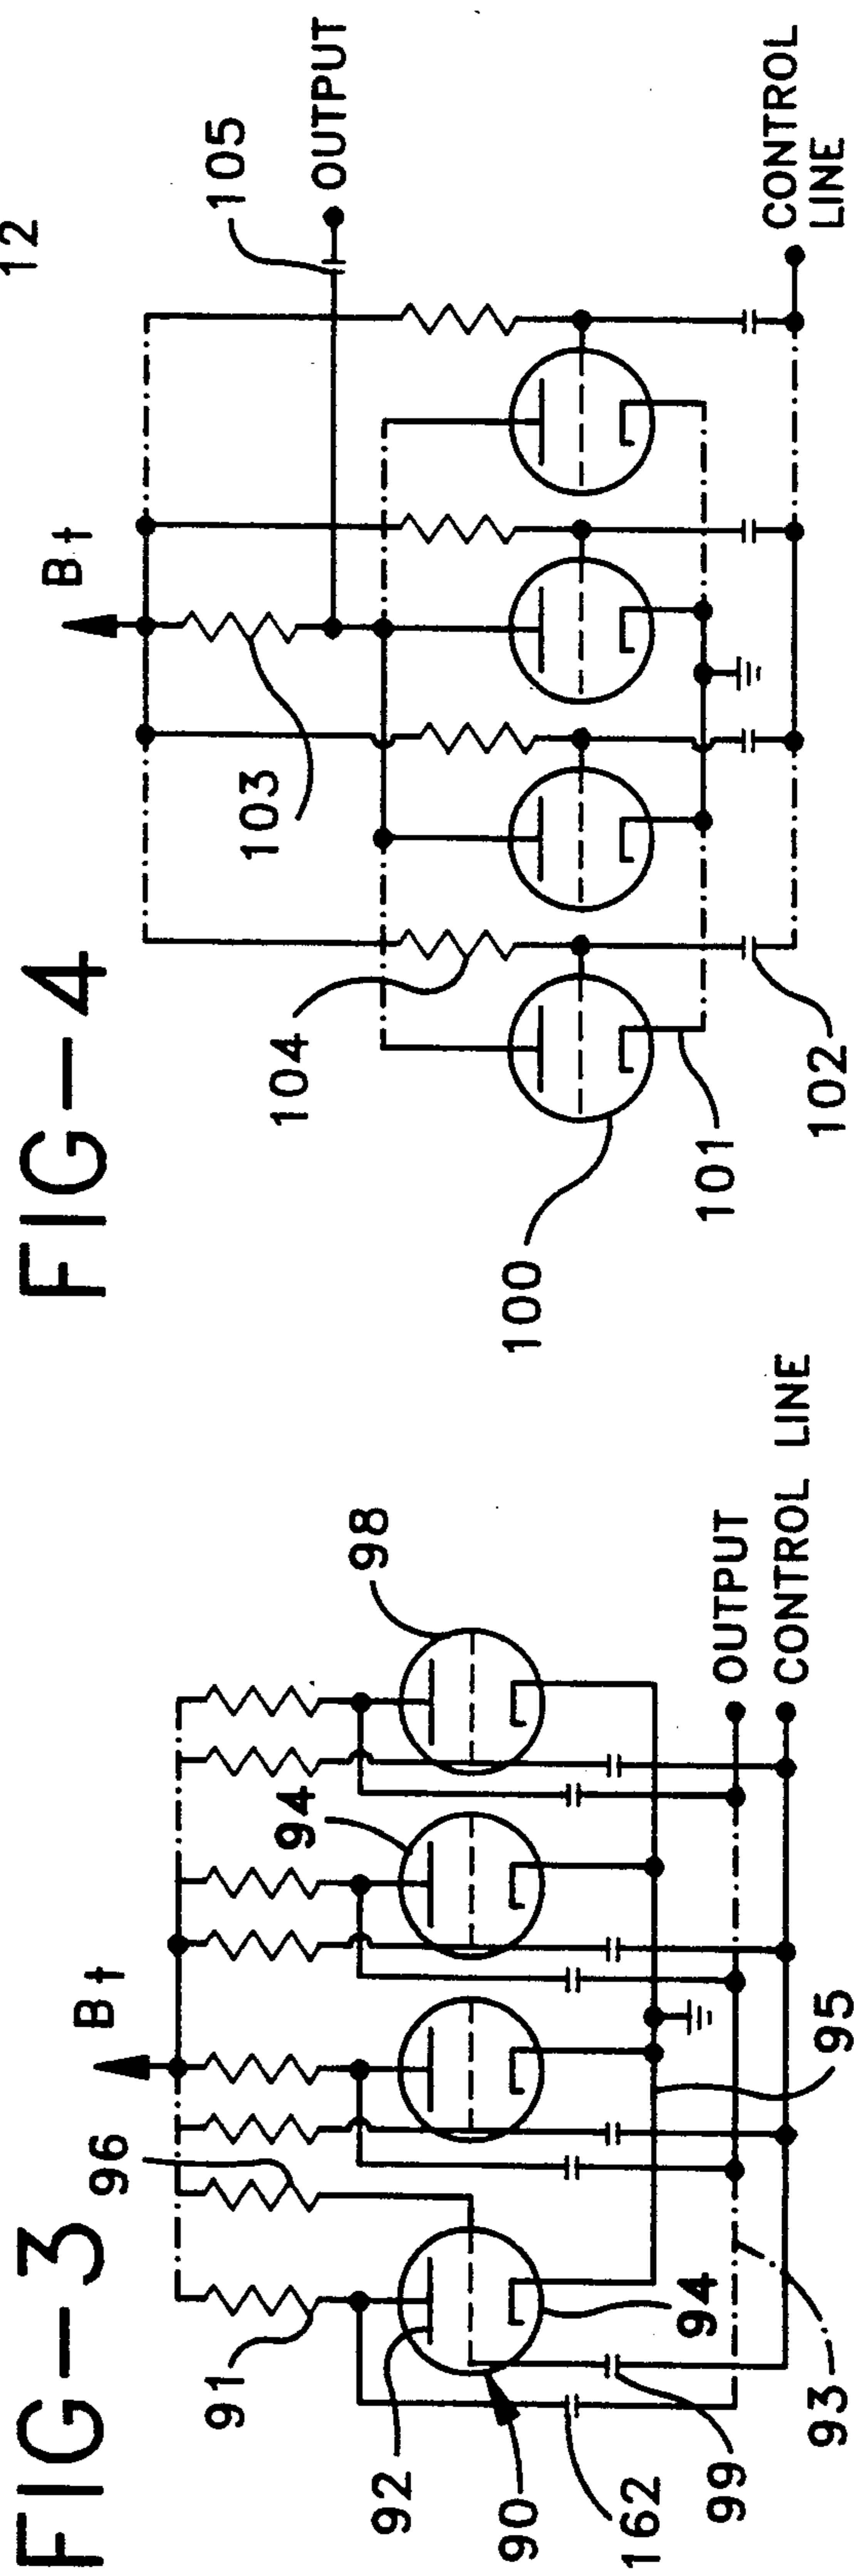 FIG-3
B+
96
91
92
90
162
99
93
94
95
94
98
OUTPUT
CONTROL LINE
FIG-4
12
B+
103
104
100
101
102
105
OUTPUT
CONTROL
LINE